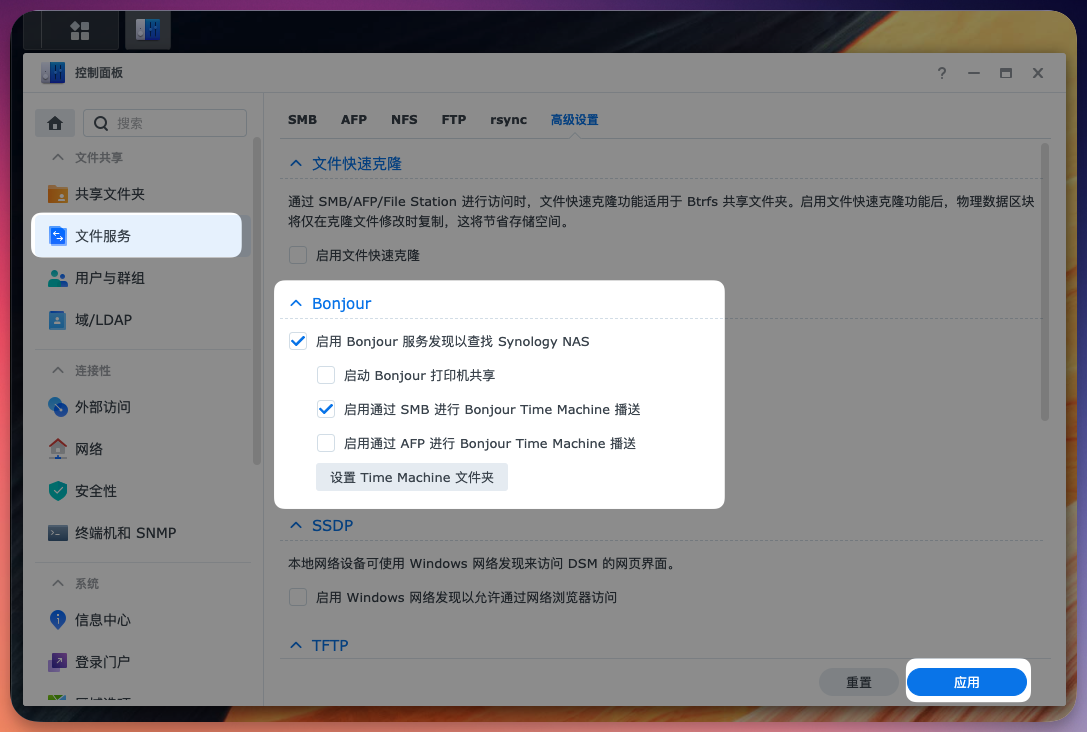 控制面板
?
搜索
文件共享
共享文件夹
文件服务
用户与群组
域/LDAP
连接性
外部访问
网络
安全性
终端机和 SNMP
系统
信息中心
登录门户
SMB AFP NFS FTP rsync 高级设置
文件快速克隆
通过 SMB/AFP/File Station 进行访问时，文件快速克隆功能适用于 Btrfs 共享文件夹。启用文件快速克隆功能后，物理数据区块
将仅在克隆文件修改时复制，这将节省存储空间。
启用文件快速克隆
Bonjour
启用 Bonjour 服务发现以查找 Synology NAS
启动 Bonjour 打印机共享
启用通过 SMB 进行 Bonjour Time Machine 播送
启用通过 AFP 进行 Bonjour Time Machine 播送
设置 Time Machine 文件夹
SSDP
本地网络设备可使用 Windows 网络发现来访问 DSM 的网页界面。
启用 Windows 网络发现以允许通过网络浏览器访问
TFTP
重置
应用